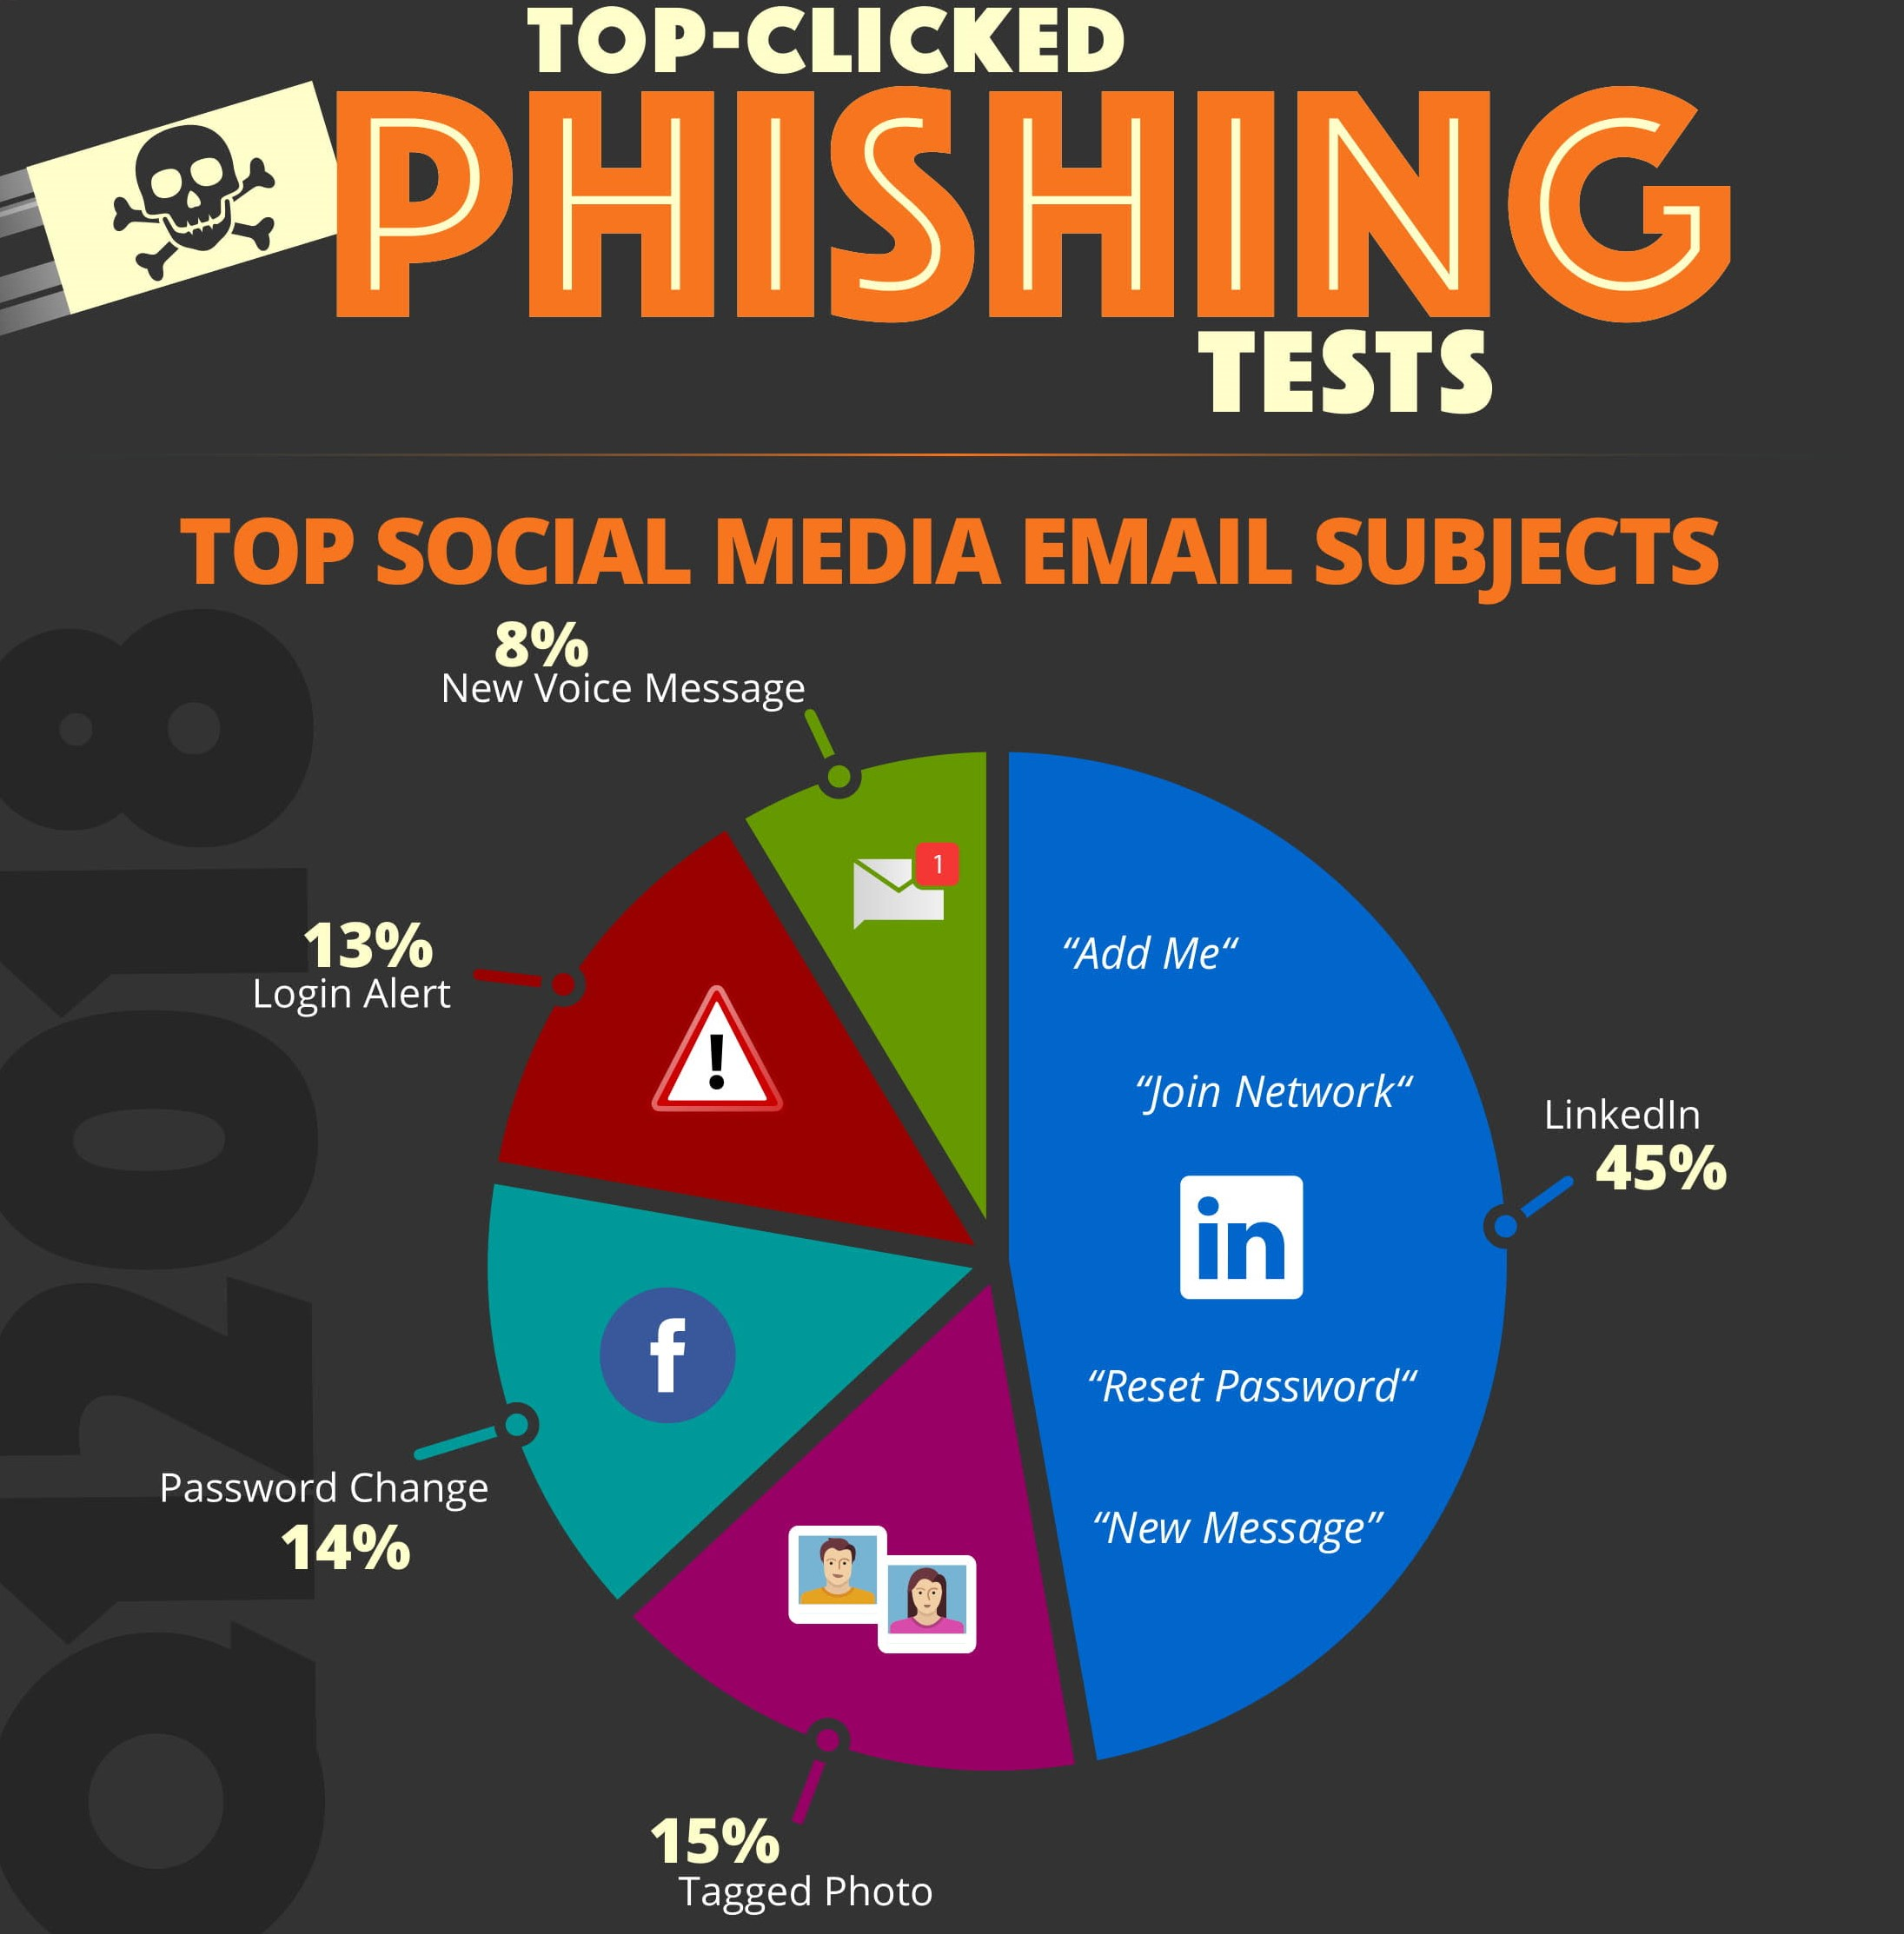 TOP-CLICKED
PHISHING
TESTS
TOP SOCIAL MEDIA EMAIL SUBJECTS
8%
New Voice Message
1
13%
Login Alert
“Add Me“
“Join Network“
LinkedIn
45%
in
“Reset Password“
f
“New Message”
Password Change
14%
15%
Tagged Photo
Q12018